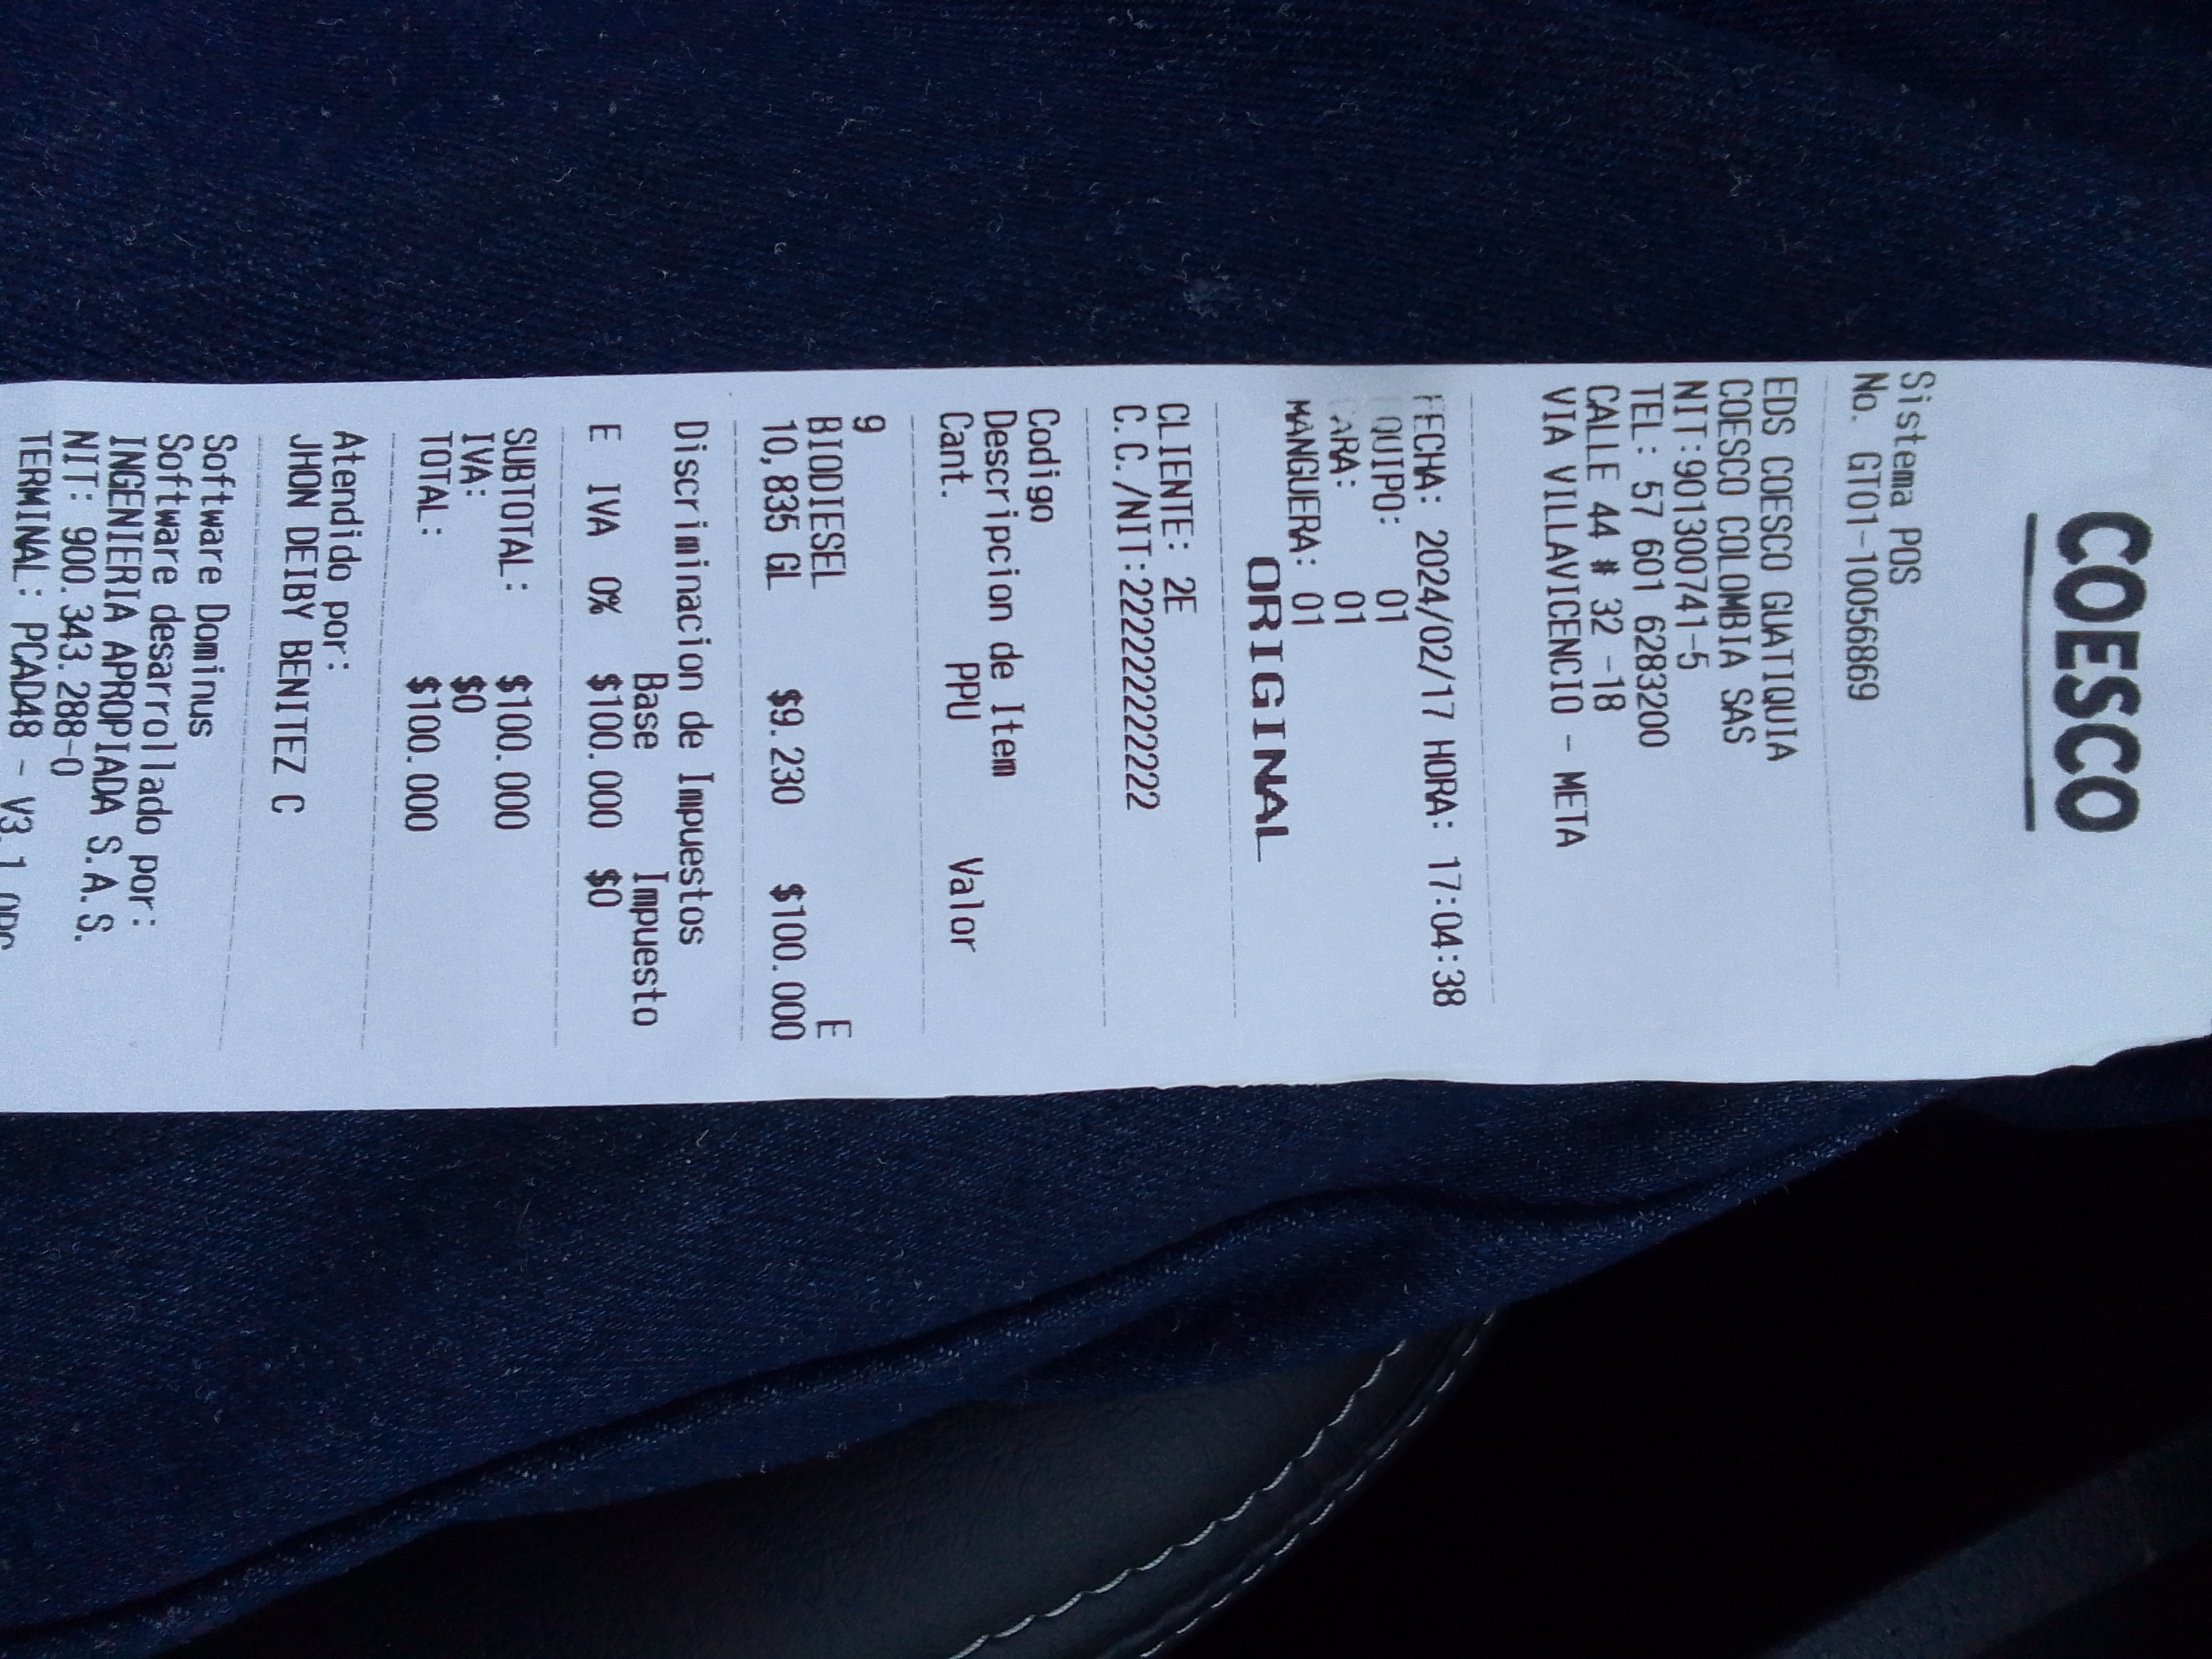 COESCO
Sistema POS
No. GT01-10056869
EDS COESCO GUATIQUIA
COESCO COLOMBIA SAS
NIT:901300741-5
TEL: 57 601 6283200
CALLE 44 # 32 -18
VIA VILLAVICENCIO - META
FECHA: 2024/02/17 HORA: 17:04:38
QUIPO: 01
ARA: 01
MANGUERA: 01
ORIGINAL
CLIENTE: 2E
C.C./NIT:222222222222
Codigo
Descripcion de Item
Cant. PPU Valor
9
BIODIESEL E
10,835 GL $9.230 $100.000
Discriminacion de Impuestos
Base Impuesto
E IVA 0% $100.000 $0
SUBTOTAL: $100.000
IVA: $0
TOTAL: $100.000
Atendido por:
JHON DEIBY BENITEZ C
Software Dominus
Software desarrollado por:
INGENIERIA APROPIADA S.A.S.
NIT: 900.343.288-0
TERMINAL: PCAD48 - V3.1